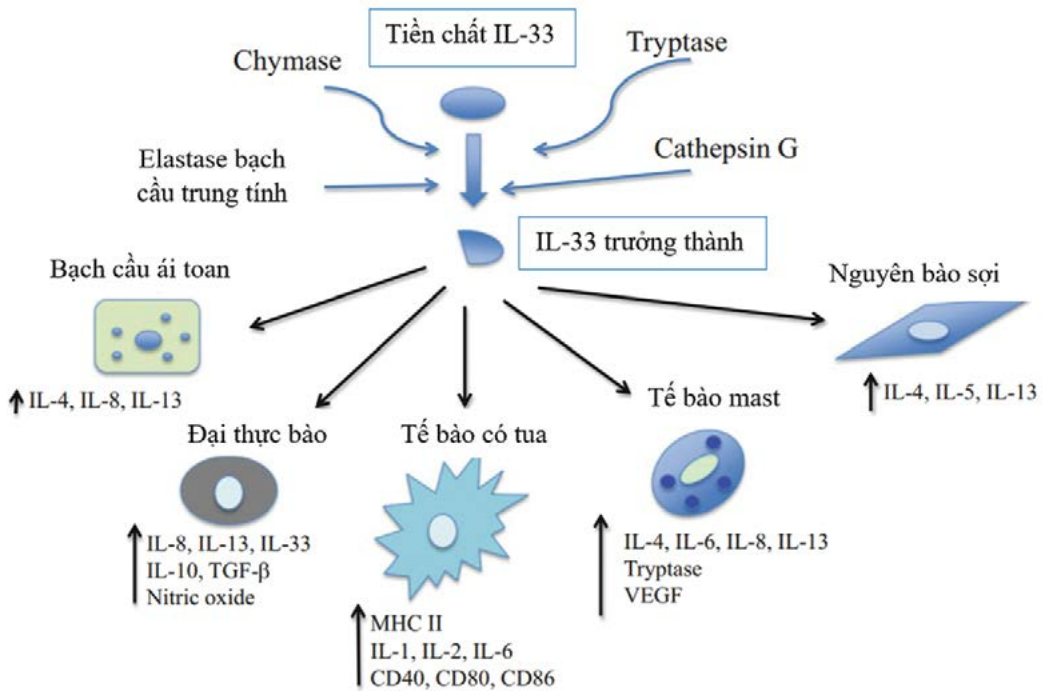 Tiền chất IL-33
Chymase
Tryptase
Elastase bạch
cầu trung tính
Cathepsin G
IL-33 trưởng thành
Bạch cầu ái toan
Nguyên bào sợi
IL-4, IL-8, IL-13
IL-4, IL-5, IL-13
Đại thực bào
Tế bào có tua
Tế bào mast
IL-8, IL-13, IL-33
IL-10, TGF-β
Nitric oxide
MHC II
IL-1, IL-2, IL-6
CD40, CD80, CD86
IL-4, IL-6, IL-8, IL-13
Tryptase
VEGF